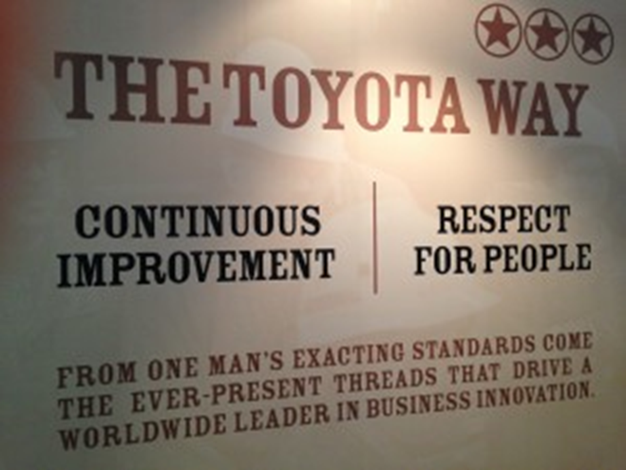 THE TOYOTA WAY
CONTINUOUS
IMPROVEMENT
RESPECT
FOR PEOPLE
FROM ONE MAN'S EXACTING STANDARDS COME
THE EVER-PRESENT THREADS THAT DRIVE A
WORLDWIDE LEADER IN BUSINESS INNOVATION.